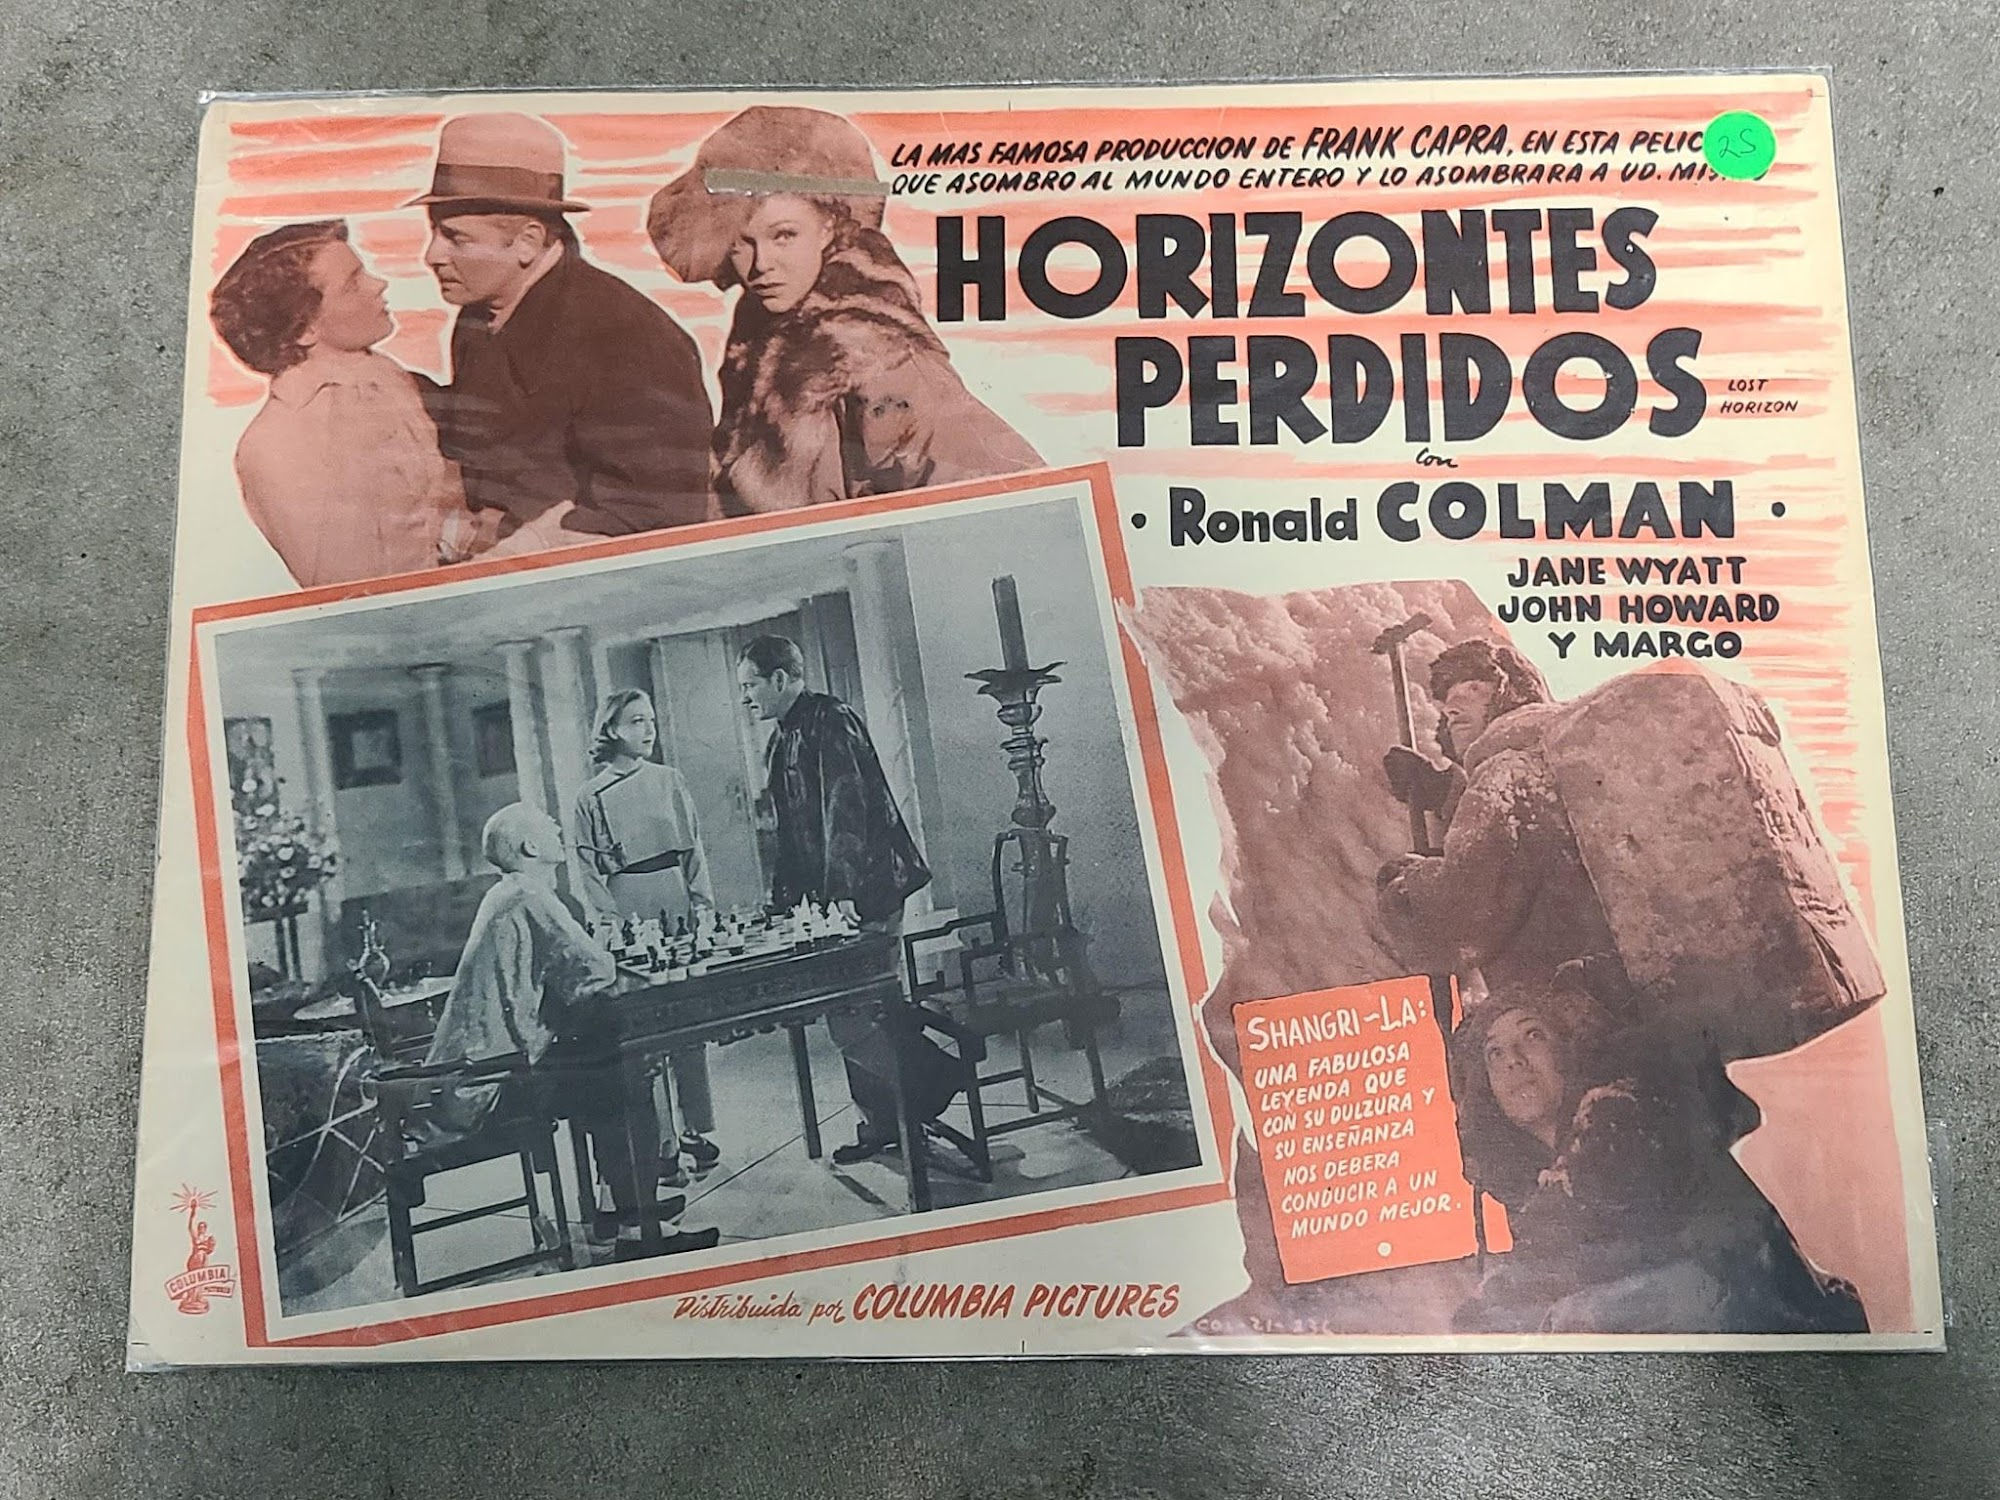 LA MAS FAMOSA PRODUCCION DE FRANK CAPRA, EN ESTA
25
QUE ASOMBRO AL MUNDO ENTERO Y LO ASOMBRARA A UD.
HORIZONTES
PERDIDOS
LOST
HORIZON
con
• Ronald COLMAN •
JANE WYATT
JOHN HOWARD
Y MARGO
SHANGRI-LA:
UNA FABULOSA
LEYENDA QUE
CON SU DULZURA Y
SU ENSEÑANZA
NOS DEBERA
CONDUCIR A UN
MUNDO MEJOR.
COLUMBIA
PICTURES
Distribuida por COLUMBIA PICTURES